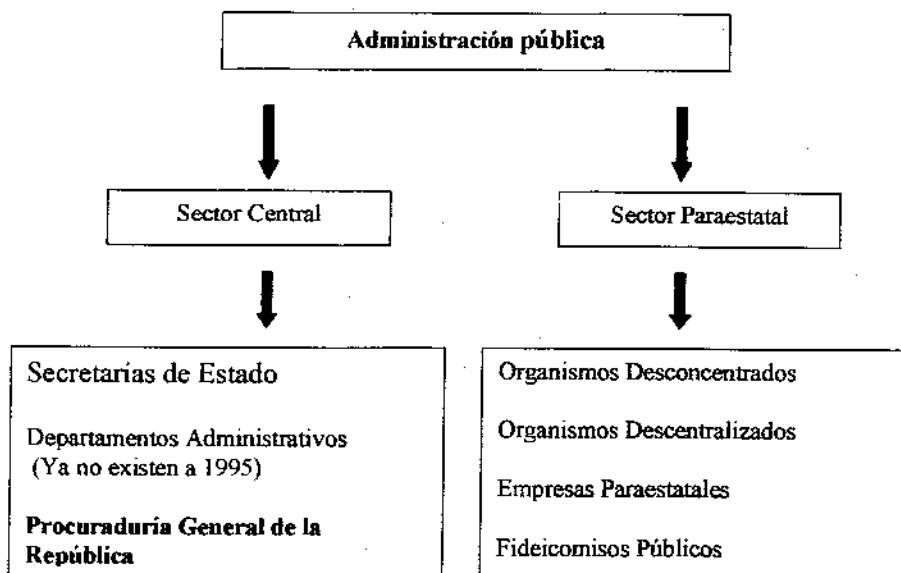 Administración pública
Sector Central
Sector Paraestatal
Secretarías de Estado
Departamentos Administrativos
(Ya no existen a 1995)
Procuraduría General de la
República
Organismos Desconcentrados
Organismos Descentralizados
Empresas Paraestatales
Fideicomisos Públicos